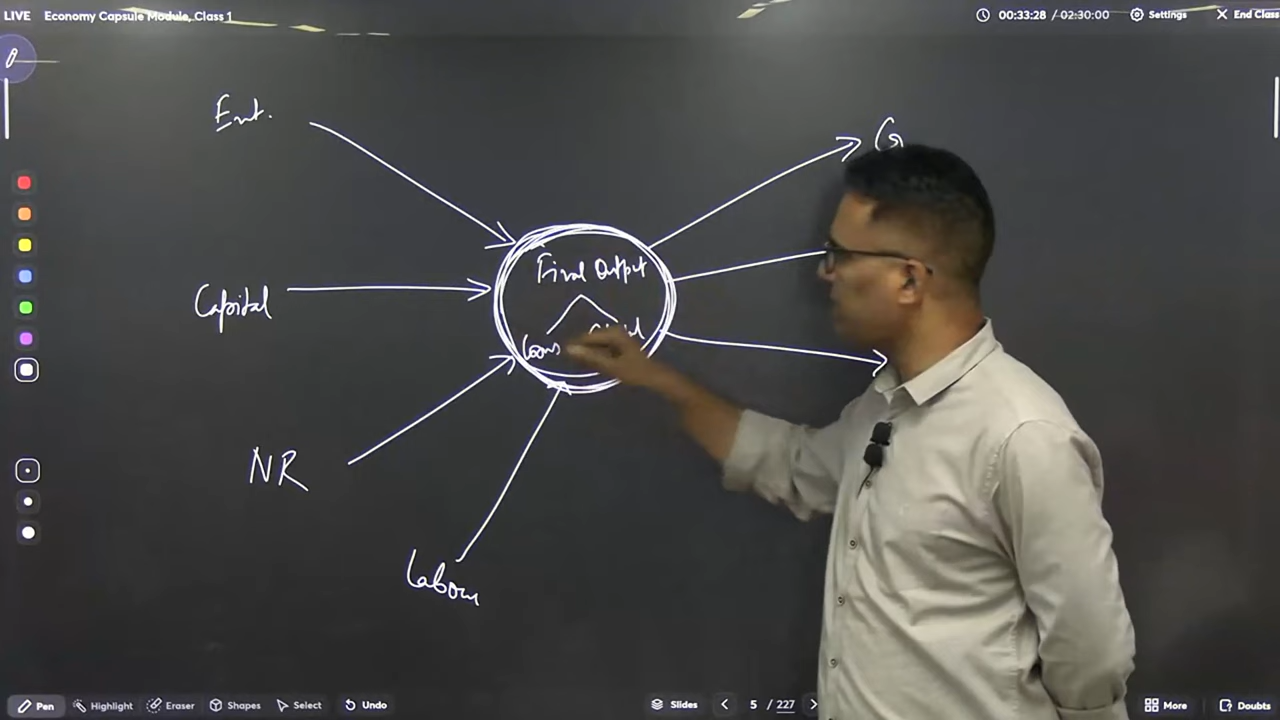 LIVE Economy Capsule Module, Class 1
00:33:28 / 02:30:00 Settings End Class
Ent.
G
Final Output
Capital
Cons
NR
Labour
Pen Highlight Eraser Shapes Select Undo
Slides 5 / 227 More Doubts